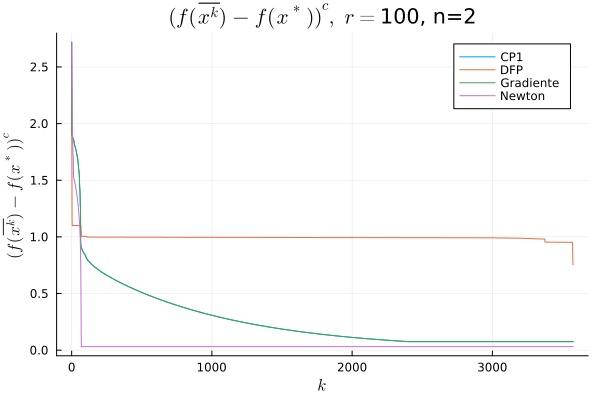 (f(x̄ᵏ) − f(x*))ᶜ, r = 100, n=2
(f(x̄ᵏ) − f(x*))ᶜ
2.5
2.0
1.5
1.0
0.5
0.0
CP1
DFP
Gradiente
Newton
0 1000 2000 3000
k